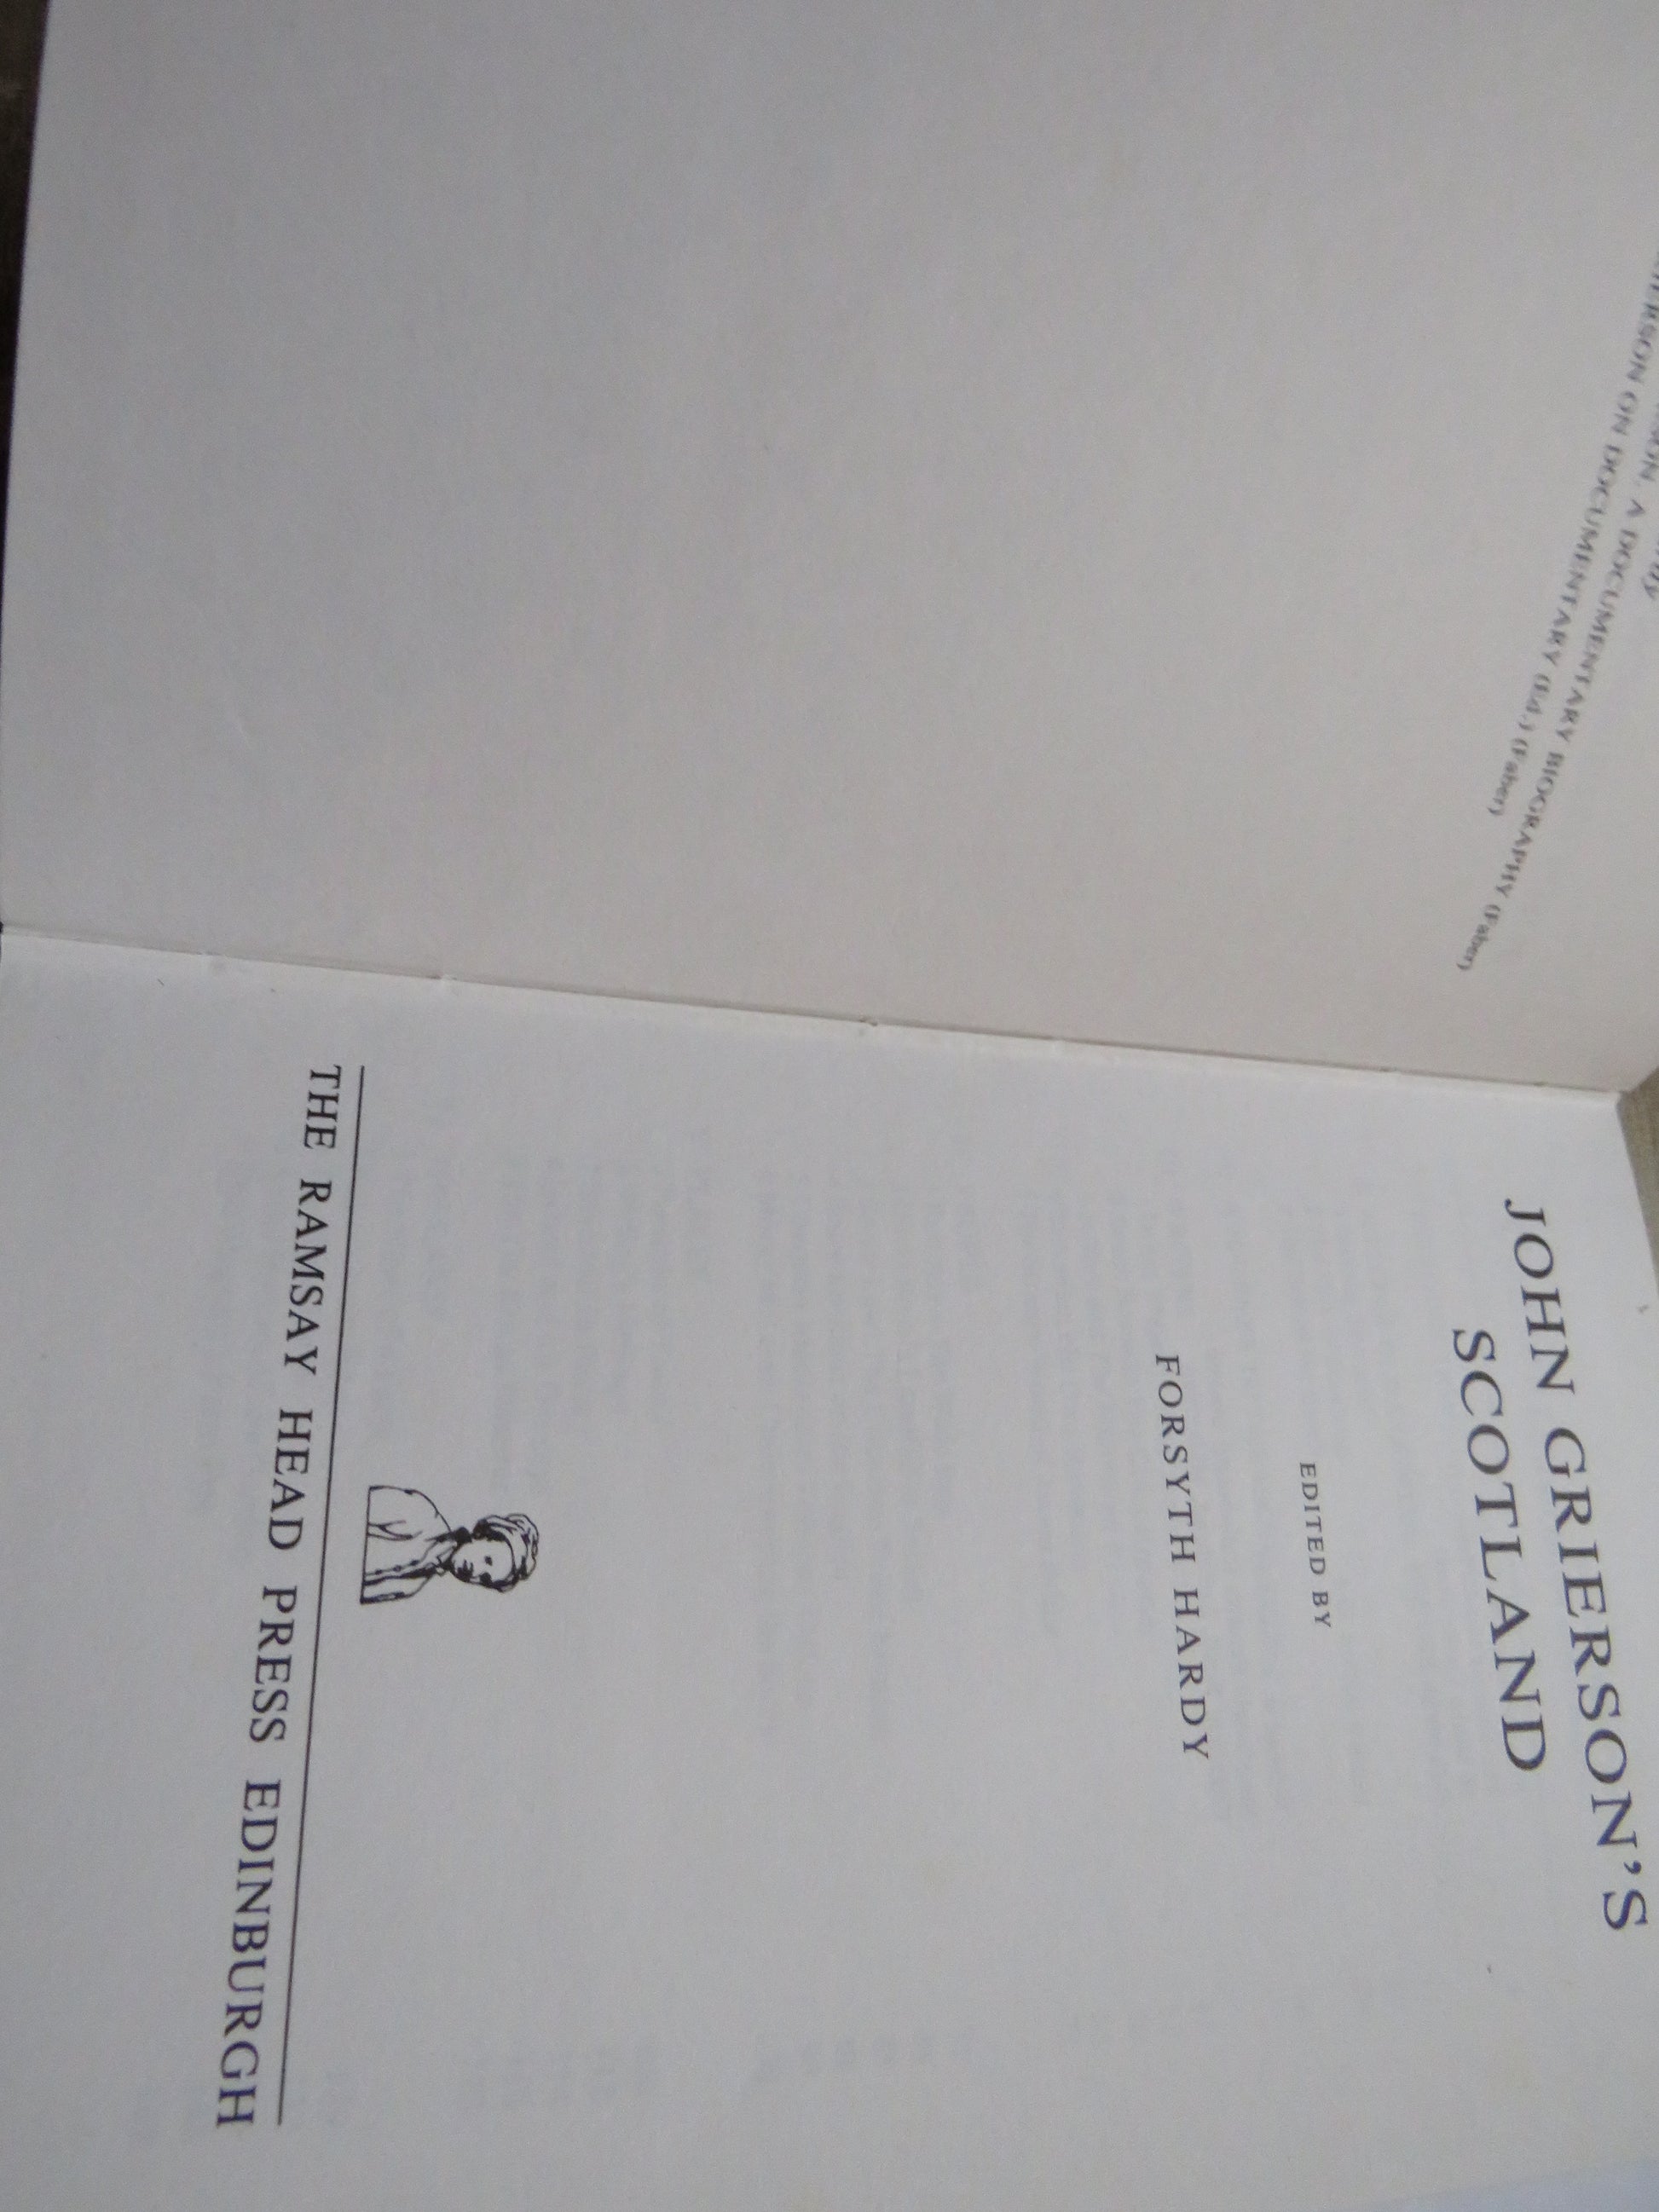 A DOCUMENTARY BIOGRAPHY (Faber)
ON DOCUMENTARY (Ed.) (Faber)
JOHN GRIERSON'S
SCOTLAND
EDITED BY
FORSYTH HARDY
THE RAMSAY HEAD PRESS EDINBURGH